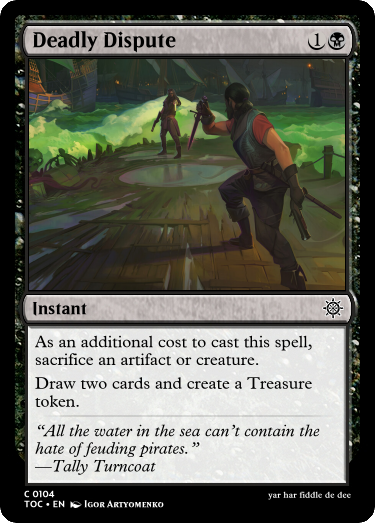 Deadly Dispute 1
Instant
As an additional cost to cast this spell,
sacrifice an artifact or creature.
Draw two cards and create a Treasure
token.
“All the water in the sea can’t contain the
hate of feuding pirates.”
—Tally Turncoat
C 0104
TOC • EN Igor Artyomenko
yar har fiddle de dee